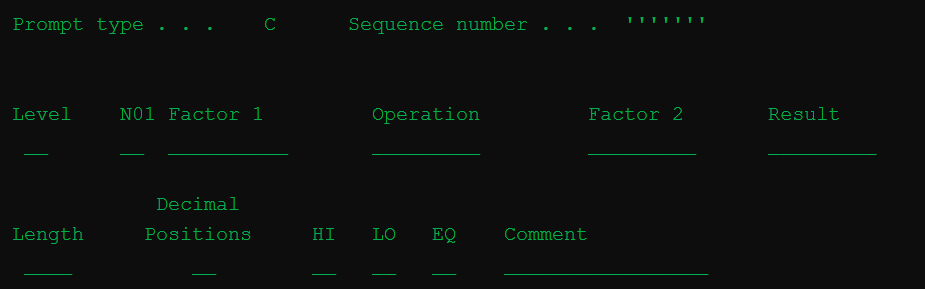 Prompt type . . . C Sequence number . . . '''''''
Level N01 Factor 1 Operation Factor 2 Result
__ __ __________ _________ _________ _________
Decimal
Length Positions HI LO EQ Comment
____ __ __ __ __ _________________